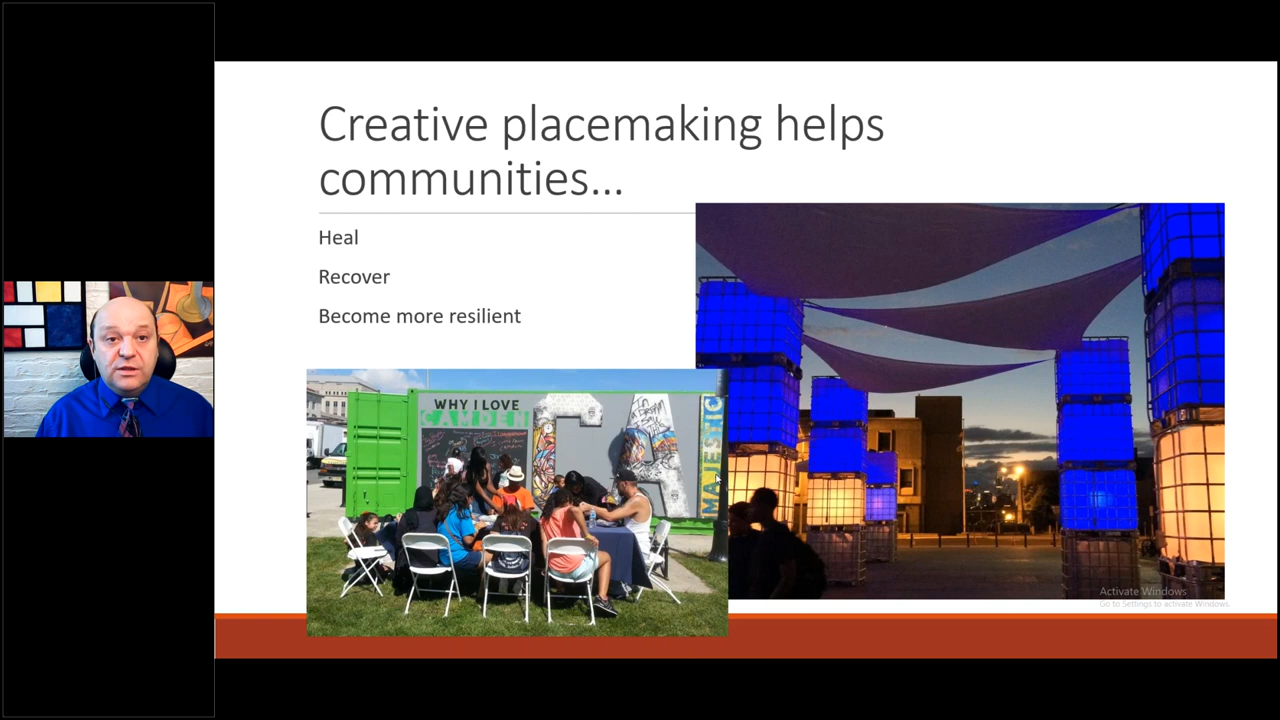 Creative placemaking helps
communities...
Heal
Recover
Become more resilient
WHY I LOVE
CAMDEN
CA
MAJESTIC
Activate Windows
Go to Settings to activate Windows.